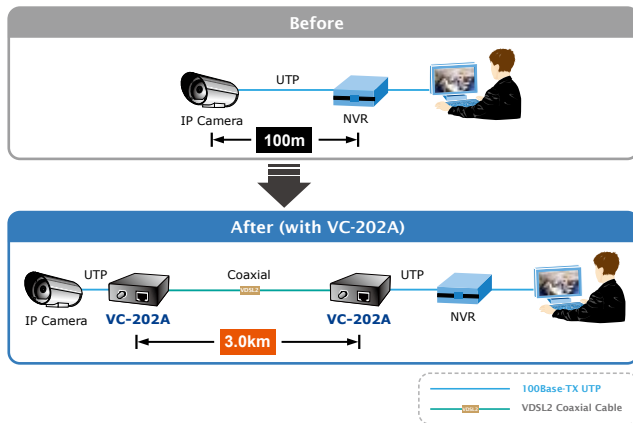 Before
UTP
IP Camera
NVR
100m
After (with VC-202A)
UTP
Coaxial
UTP
VDSL2
IP Camera
VC-202A
VC-202A
NVR
3.0km
100Base-TX UTP
VDSL2
VDSL2 Coaxial Cable